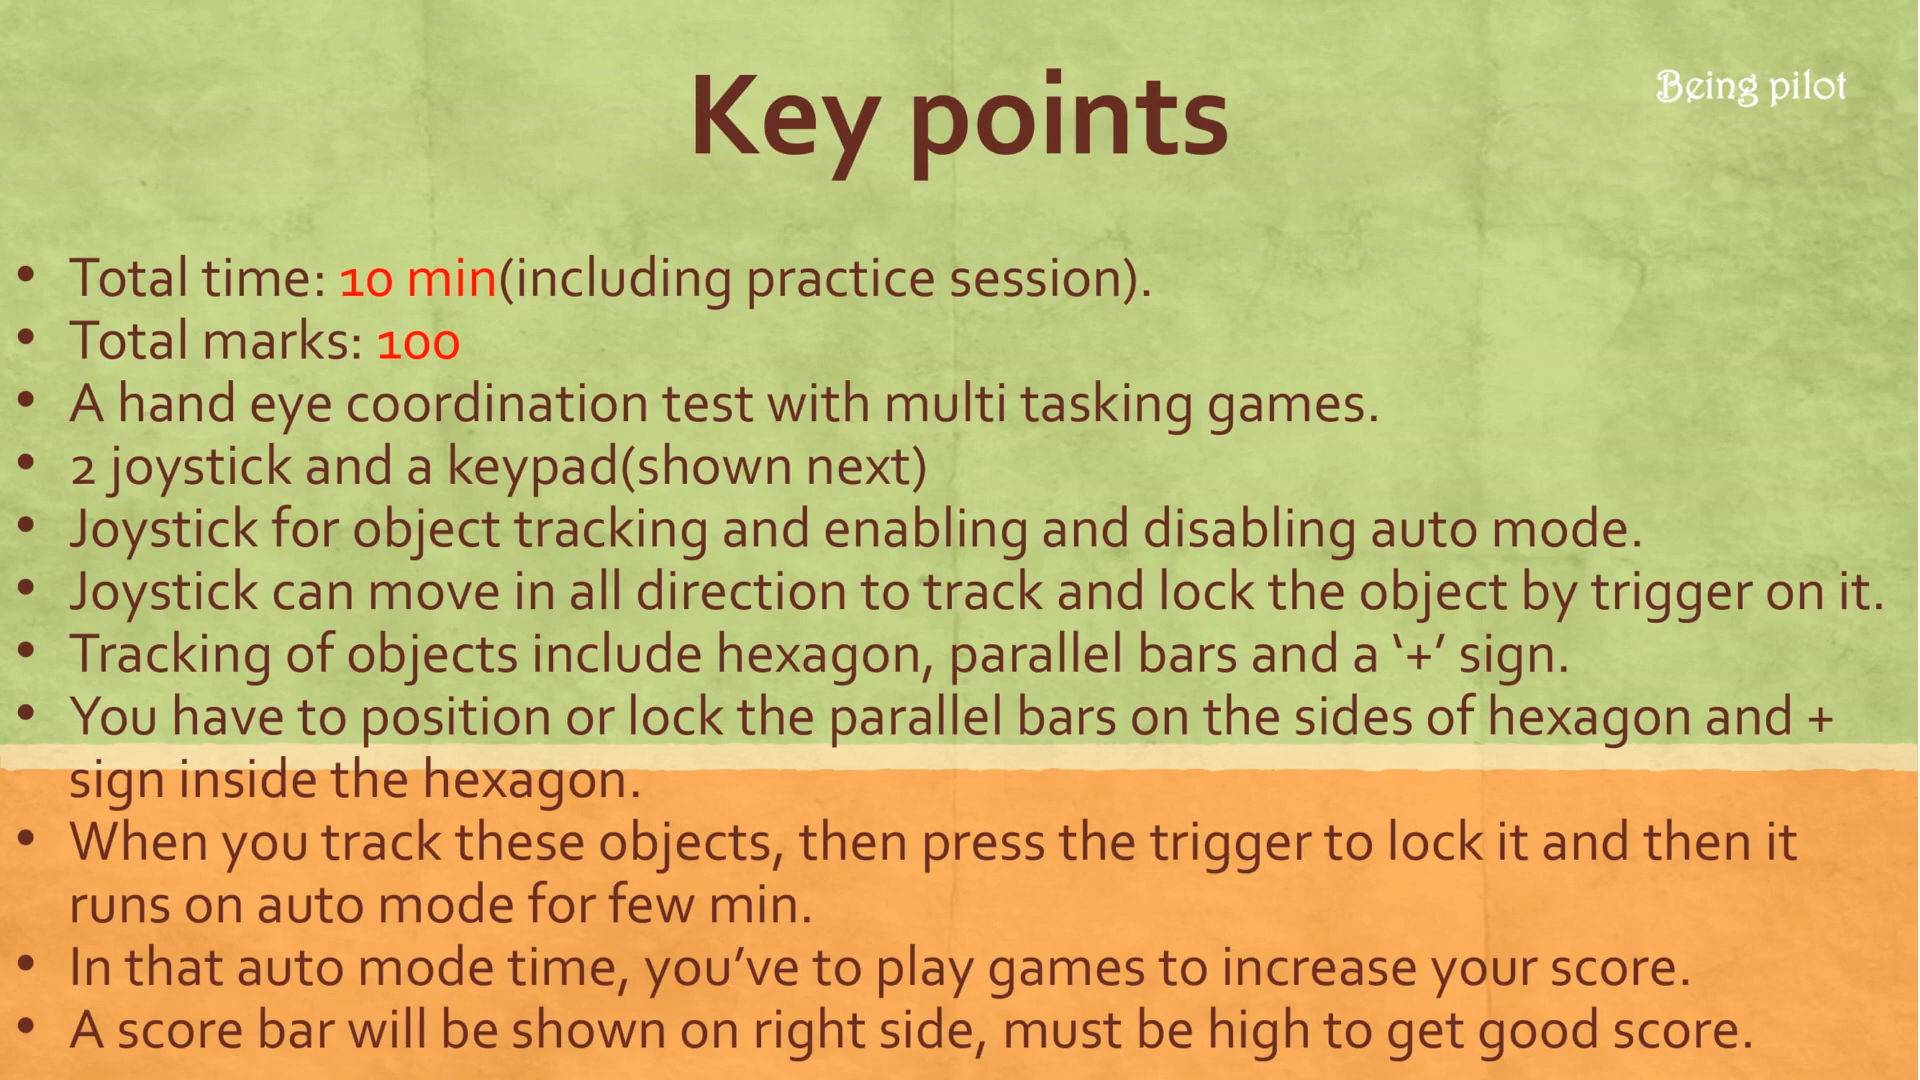 Key points
Being pilot
• Total time: 10 min(including practice session).
• Total marks: 100
• A hand eye coordination test with multi tasking games.
• 2 joystick and a keypad(shown next)
• Joystick for object tracking and enabling and disabling auto mode.
• Joystick can move in all direction to track and lock the object by trigger on it.
• Tracking of objects include hexagon, parallel bars and a ‘+’ sign.
• You have to position or lock the parallel bars on the sides of hexagon and +
sign inside the hexagon.
• When you track these objects, then press the trigger to lock it and then it
runs on auto mode for few min.
• In that auto mode time, you’ve to play games to increase your score.
• A score bar will be shown on right side, must be high to get good score.